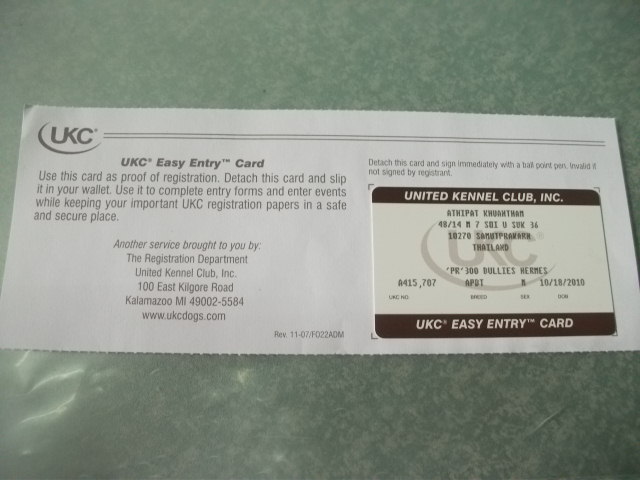 UKC®
UKC® Easy Entry™ Card
Use this card as proof of registration. Detach this card and slip
it in your wallet. Use it to complete entry forms and enter events
while keeping your important UKC registration papers in a safe
and secure place.
Another service brought to you by:
The Registration Department
United Kennel Club, Inc.
100 East Kilgore Road
Kalamazoo MI 49002-5584
www.ukcdogs.com
Rev. 11-07/FO22ADM
Detach this card and sign immediately with a ball point pen. Invalid if
not signed by registrant.
UNITED KENNEL CLUB, INC.
UKC®
ATHIPAT KHUANTHAM
48/14 M 7 SOI U SUK 36
10270 SAMUTPRAKARN
THAILAND
'PR'300 BULLIES HERMES
A415,707 APBT M 10/18/2010
UKC NO. BREED SEX DOB
UKC® EASY ENTRY™ CARD